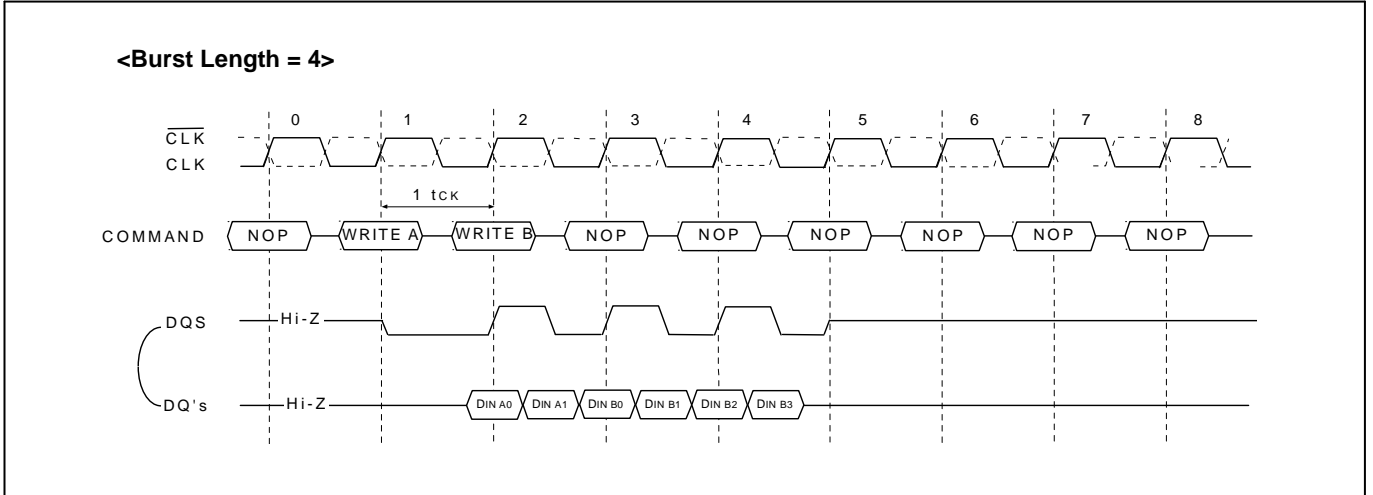 <Burst Length = 4>
0 1 2 3 4 5 6 7 8
CLK
CLK
1 tCK
COMMAND NOP WRITE A WRITE B NOP NOP NOP NOP NOP NOP
DQS Hi-Z
DQ's Hi-Z DIN A0 DIN A1 DIN B0 DIN B1 DIN B2 DIN B3